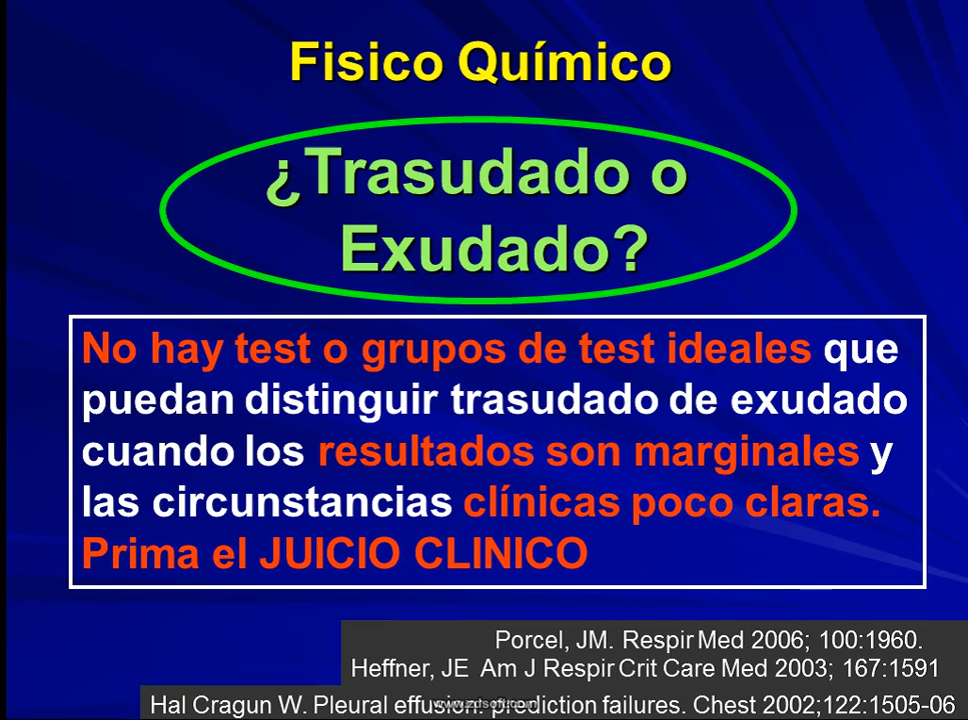 Fisico Químico
¿Trasudado o
Exudado?
No hay test o grupos de test ideales que
puedan distinguir trasudado de exudado
cuando los resultados son marginales y
las circunstancias clínicas poco claras.
Prima el JUICIO CLINICO
Porcel, JM. Respir Med 2006; 100:1960.
Heffner, JE Am J Respir Crit Care Med 2003; 167:1591
Hal Cragun W. Pleural effusion: prediction failures. Chest 2002;122:1505-06
www.zdsoft.com